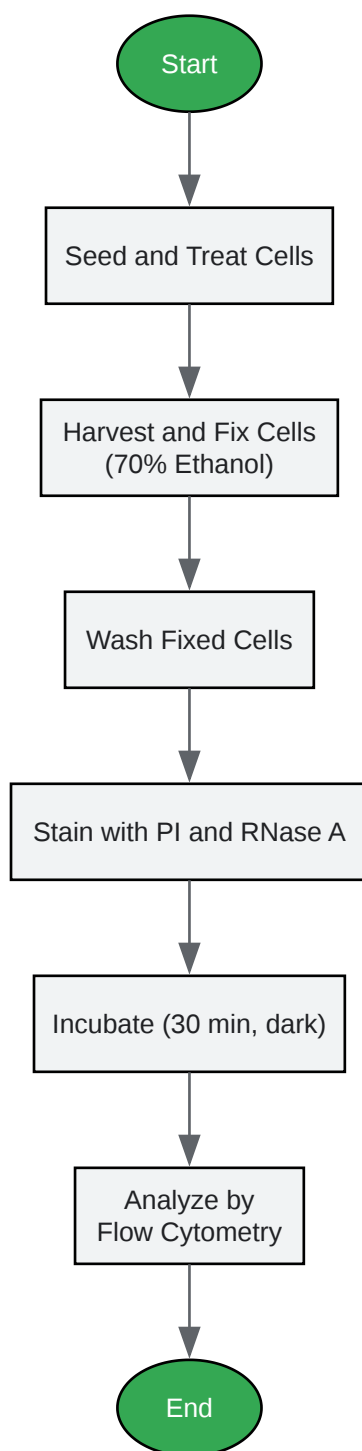 Start
Seed and Treat Cells
Harvest and Fix Cells
(70% Ethanol)
Wash Fixed Cells
Stain with PI and RNase A
Incubate (30 min, dark)
Analyze by
Flow Cytometry
End